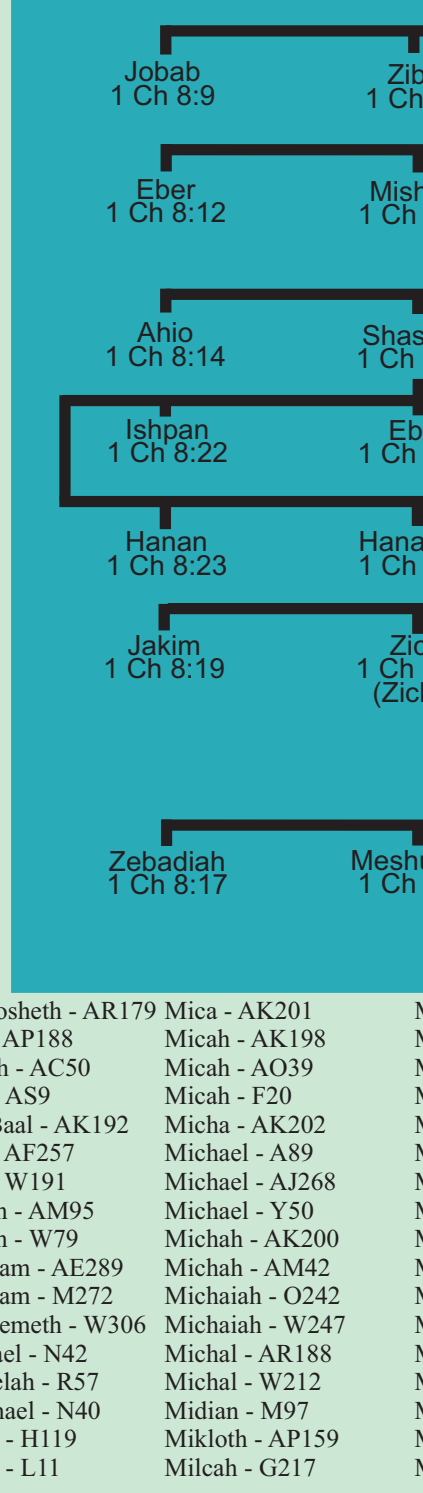 Jobab
1 Ch 8:9
1 Ch
Eber
1 Ch 8:12
1 Ch
Ahio
1 Ch 8:14
1 Ch
Ishpan
1 Ch 8:22
1 Ch
Hanan
1 Ch 8:23
1 Ch
Jakim
1 Ch 8:19
1 Ch
Zebadiah
1 Ch 8:17
1 Ch
AR179 Mica - AK201
AP188 Micah - AK198
AC50 Micah - AO39
AS9 Micah - F20
AK192 Micha - AK202
AF257 Michael - A89
W191 Michael - AJ268
AM95 Michael - Y50
W79 Michah - AK200
AE289 Michah - AM42
M272 Michaiah - O242
W306 Michaiah - W247
N42 Michal - AR188
R57 Michal - W212
N40 Midian - M97
H119 Mikloth - AP159
L11 Milcah - G217